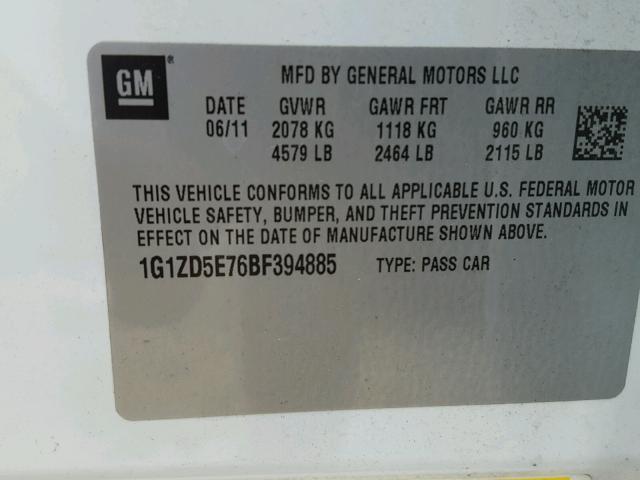 GM®
MFD BY GENERAL MOTORS LLC
DATE GVWR GAWR FRT GAWR RR
06/11 2078 KG 1118 KG 960 KG
4579 LB 2464 LB 2115 LB
THIS VEHICLE CONFORMS TO ALL APPLICABLE U.S. FEDERAL MOTOR
VEHICLE SAFETY, BUMPER, AND THEFT PREVENTION STANDARDS IN
EFFECT ON THE DATE OF MANUFACTURE SHOWN ABOVE.
1G1ZD5E76BF394885 TYPE: PASS CAR